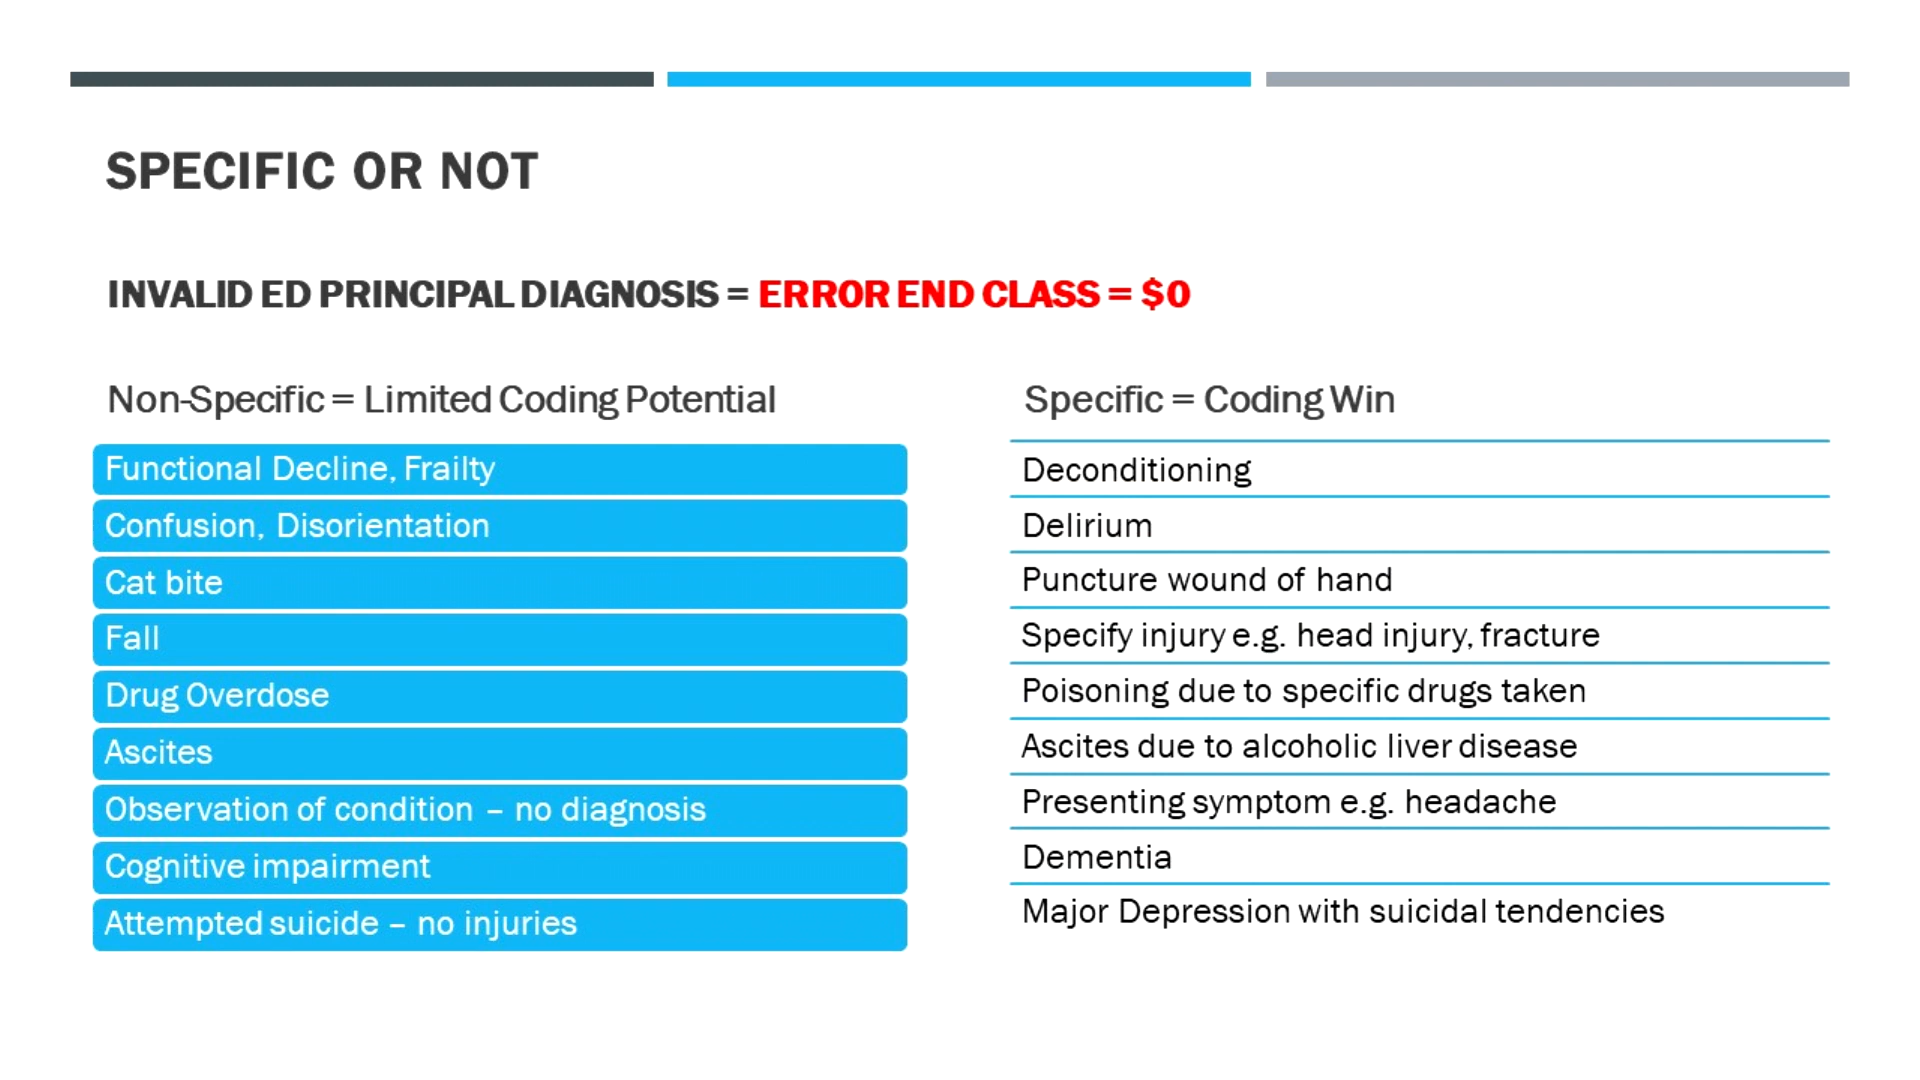 SPECIFIC OR NOT
INVALID ED PRINCIPAL DIAGNOSIS = ERROR END CLASS = $0
Non-Specific = Limited Coding Potential
Functional Decline, Frailty
Confusion, Disorientation
Cat bite
Fall
Drug Overdose
Ascites
Observation of condition – no diagnosis
Cognitive impairment
Attempted suicide – no injuries
Specific = Coding Win
Deconditioning
Delirium
Puncture wound of hand
Specify injury e.g. head injury, fracture
Poisoning due to specific drugs taken
Ascites due to alcoholic liver disease
Presenting symptom e.g. headache
Dementia
Major Depression with suicidal tendencies